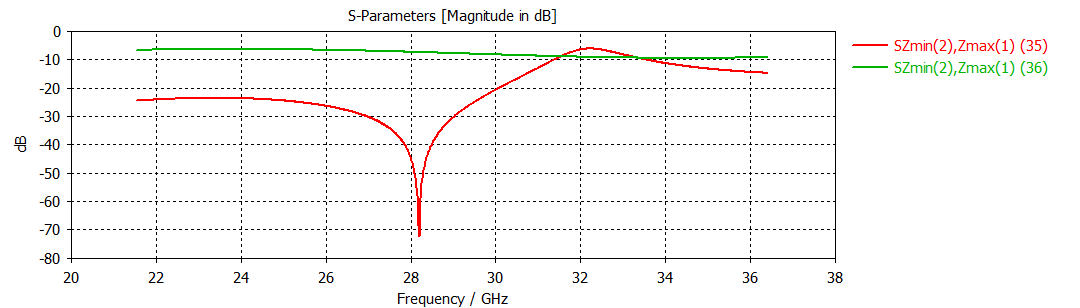 S-Parameters [Magnitude in dB]
0
-10
-20
-30
-40
-50
-60
-70
-80
dB
20 22 24 26 28 30 32 34 36 38
Frequency / GHz
SZmin(2),Zmax(1) (35)
SZmin(2),Zmax(1) (36)